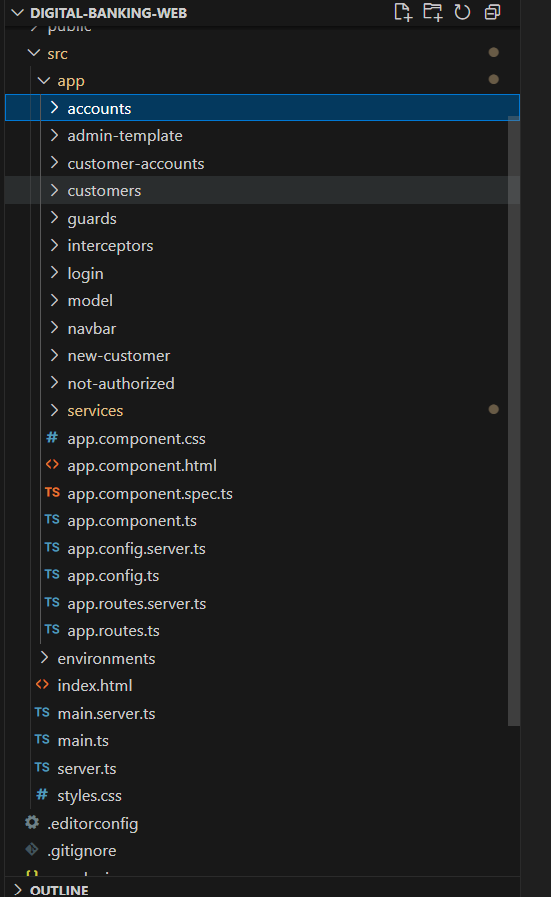 DIGITAL-BANKING-WEB
public
src
app
accounts
admin-template
customer-accounts
customers
guards
interceptors
login
model
navbar
new-customer
not-authorized
services
# app.component.css
<> app.component.html
TS app.component.spec.ts
TS app.component.ts
TS app.config.server.ts
TS app.config.ts
TS app.routes.server.ts
TS app.routes.ts
environments
<> index.html
TS main.server.ts
TS main.ts
TS server.ts
# styles.css
.editorconfig
.gitignore
OUTLINE